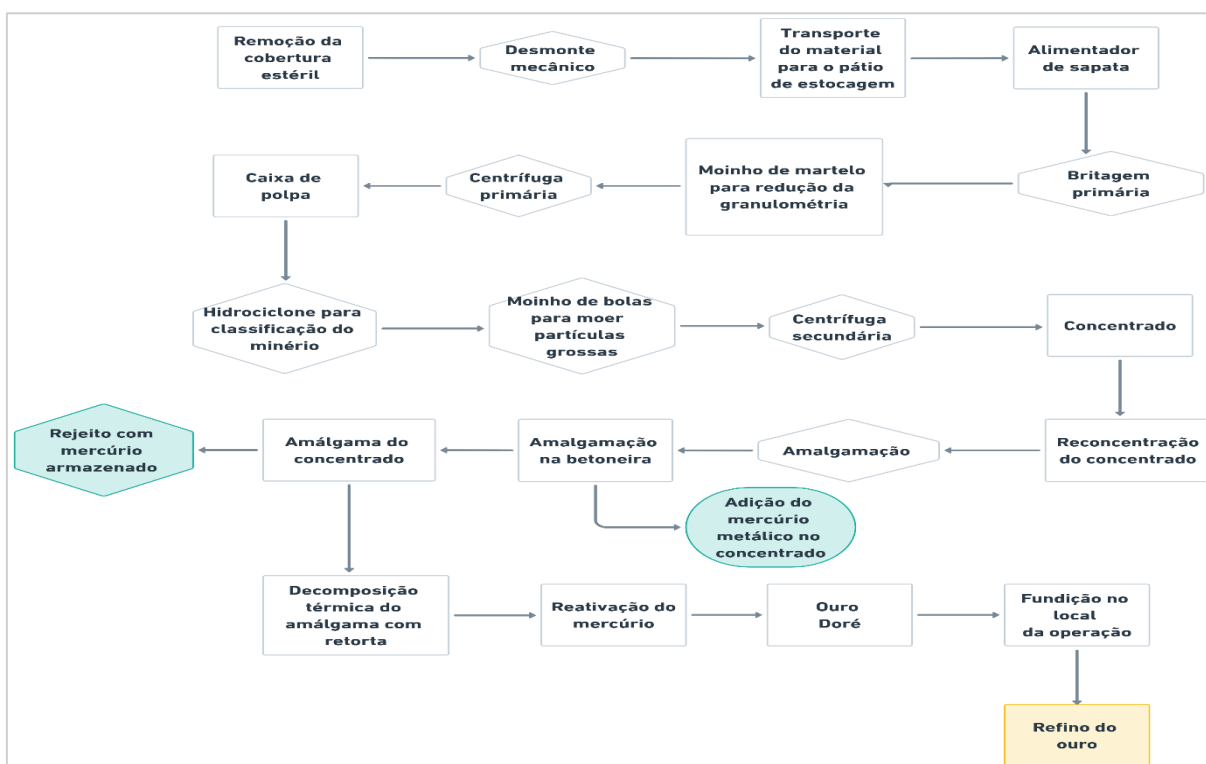 Remoção da
cobertura
estéril
Desmonte
mecânico
Transporte
do material
para o pátio
de estocagem
Alimentador
de sapata
Caixa de
polpa
Centrífuga
primária
Moinho de martelo
para redução da
granulométria
Britagem
primária
Hidrociclone para
classificação do
minério
Moinho de bolas
para moer
partículas
grossas
Centrífuga
secundária
Concentrado
Rejeito com
mercúrio
armazenado
Amálgama do
concentrado
Amalgamação
na betoneira
Amalgamação
Reconcentração
do concentrado
Adição do
mercúrio
metálico no
concentrado
Decomposição
térmica do
amálgama com
retorta
Reativação do
mercúrio
Ouro
Doré
Fundição no
local
da operação
Refino do
ouro